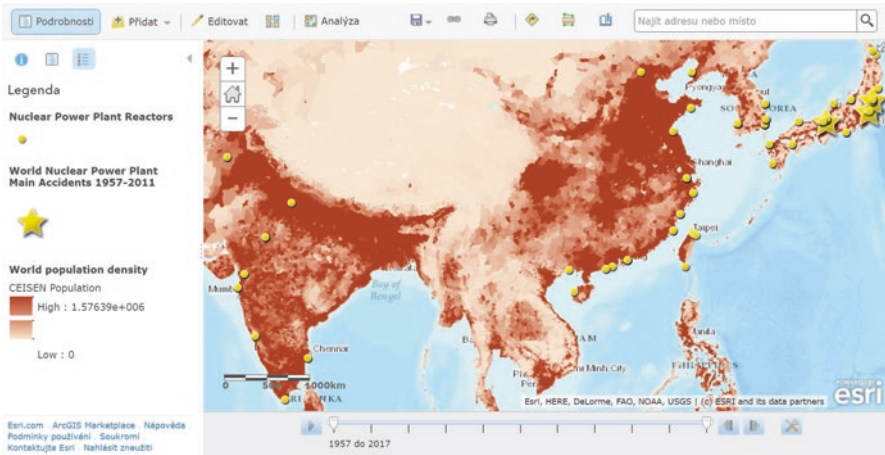 Podrobnosti
Přidat
Editovat
Analýza
Najít adresu nebo místo
Legenda
Nuclear Power Plant Reactors
World Nuclear Power Plant
Main Accidents 1957-2011
World population density
CEISEN Population
High : 1.57639e+006
Low : 0
Shanghai
Taipei
Bay of
Bengal
Chennai
Minh City
0
1000km
Esri, HERE, DeLorme, FAO, NOAA, USGS | (c) ESRI and its data partners
esri
Esri.com . ArcGIS Marketplace . Nápověda .
Podmínky používání . Soukromí .
Kontaktujte Esri . Nahlásit zneužití
1957 do 2017